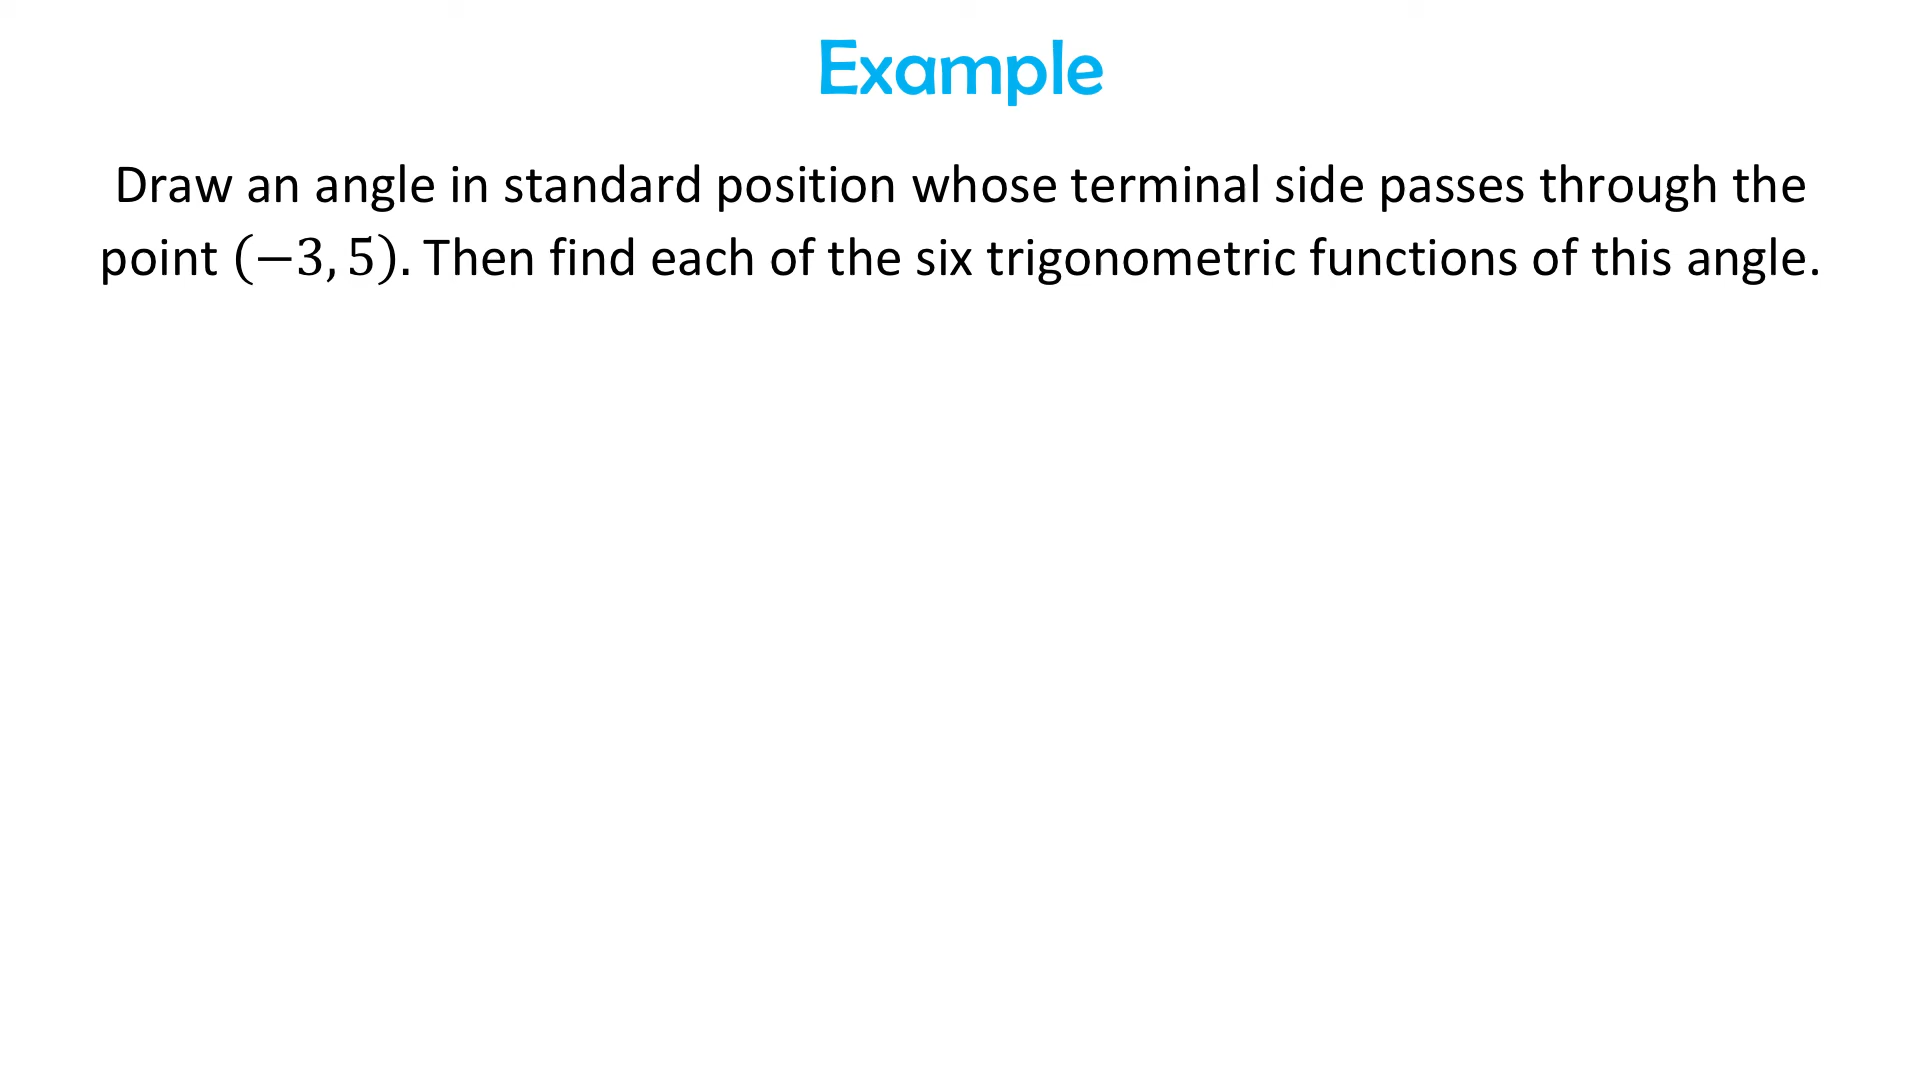 Example
Draw an angle in standard position whose terminal side passes through the
point (−3, 5). Then find each of the six trigonometric functions of this angle.